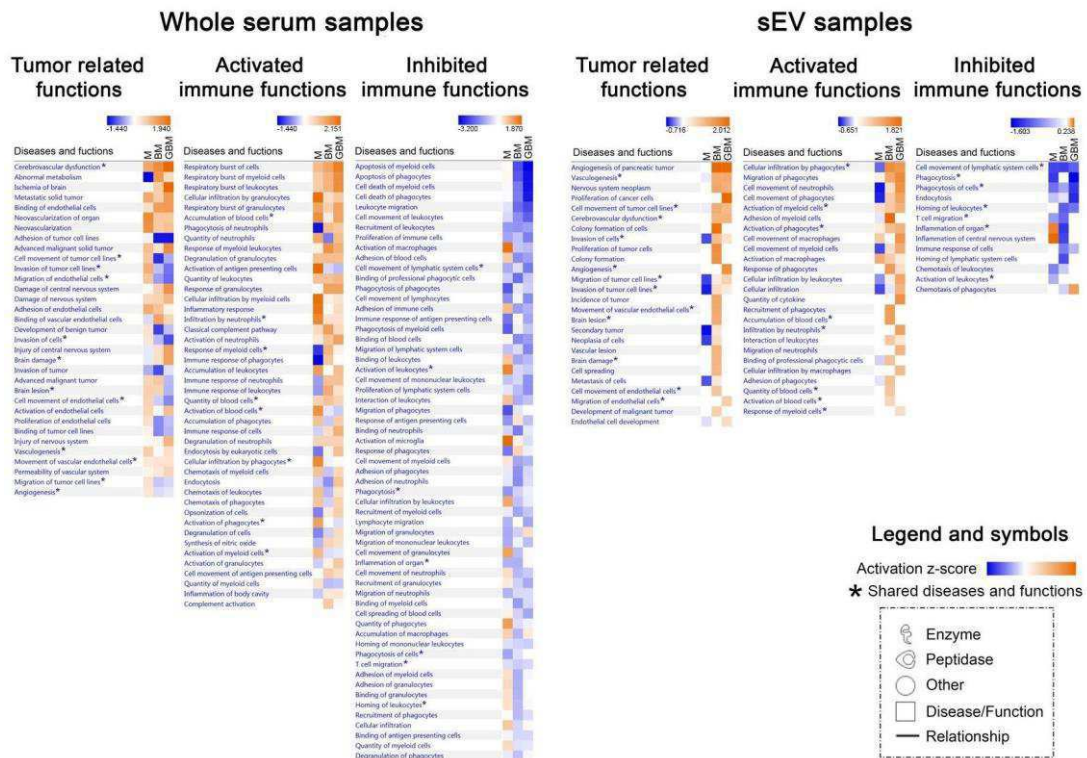 Whole serum samples
sEV samples
Tumor related functions
Activated immune functions
Inhibited immune functions
Tumor related functions
Activated immune functions
Inhibited immune functions
-1.440 1.940
-1.440 2.151
-3.200 1.870
-0.716 2.012
-0.651 1.821
-1.603 0.238
Diseases and fuctions M BM GBM
Cerebrovascular dysfunction *
Abnormal metabolism
Ischemia of brain
Metastatic solid tumor
Binding of endothelial cells
Neovascularization of organ
Neovascularization
Adhesion of tumor cell lines
Advanced malignant solid tumor
Cell movement of tumor cell lines *
Invasion of tumor cell lines *
Migration of endothelial cells *
Damage of central nervous system
Damage of nervous system
Adhesion of endothelial cells
Binding of vascular endothelial cells
Development of benign tumor
Invasion of cells *
Injury of central nervous system
Brain damage *
Invasion of tumor
Advanced malignant tumor
Brain lesion *
Cell movement of endothelial cells *
Activation of endothelial cells
Proliferation of endothelial cells
Binding of tumor cell lines
Injury of nervous system
Vasculogenesis *
Movement of vascular endothelial cells *
Permeability of vascular system
Migration of tumor cell lines *
Angiogenesis *
Diseases and fuctions M BM GBM
Respiratory burst of cells
Respiratory burst of myeloid cells
Respiratory burst of leukocytes
Cellular infiltration by granulocytes
Respiratory burst of granulocytes
Accumulation of blood cells *
Phagocytosis of neutrophils
Quantity of neutrophils
Response of myeloid leukocytes
Degranulation of granulocytes
Activation of antigen presenting cells
Quantity of leukocytes
Response of granulocytes
Cellular infiltration by myeloid cells
Inflammatory response
Infiltration by neutrophils *
Classical complement pathway
Activation of neutrophils
Response of myeloid cells *
Immune response of phagocytes
Accumulation of leukocytes
Immune response of neutrophils
Immune response of leukocytes
Quantity of blood cells *
Activation of blood cells *
Accumulation of phagocytes
Immune response of cells
Degranulation of neutrophils
Endocytosis by eukaryotic cells
Cellular infiltration by phagocytes *
Chemotaxis of myeloid cells
Endocytosis
Chemotaxis of leukocytes
Chemotaxis of phagocytes
Opsonization of cells
Activation of phagocytes *
Degranulation of cells
Synthesis of nitric oxide
Activation of myeloid cells *
Activation of granulocytes
Cell movement of antigen presenting cells
Quantity of myeloid cells
Inflammation of body cavity
Complement activation
Diseases and fuctions M BM GBM
Apoptosis of myeloid cells
Apoptosis of phagocytes
Cell death of myeloid cells
Cell death of phagocytes
Leukocyte migration
Cell movement of leukocytes
Recruitment of leukocytes
Proliferation of immune cells
Activation of macrophages
Adhesion of blood cells
Cell movement of lymphatic system cells *
Binding of professional phagocytic cells
Phagocytosis of phagocytes
Cell movement of lymphocytes
Adhesion of immune cells
Immune response of antigen presenting cells
Phagocytosis of myeloid cells
Binding of blood cells
Migration of lymphatic system cells
Binding of leukocytes
Activation of leukocytes *
Cell movement of mononuclear leukocytes
Proliferation of lymphatic system cells
Interaction of leukocytes
Migration of phagocytes
Response of antigen presenting cells
Binding of neutrophils
Activation of microglia
Response of phagocytes
Cell movement of myeloid cells
Adhesion of phagocytes
Adhesion of neutrophils
Phagocytosis *
Cellular infiltration by leukocytes
Recruitment of myeloid cells
Lymphocyte migration
Migration of granulocytes
Migration of mononuclear leukocytes
Cell movement of granulocytes
Inflammation of organ *
Cell movement of neutrophils
Recruitment of granulocytes
Migration of neutrophils
Binding of myeloid cells
Cell spreading of blood cells
Quantity of phagocytes
Accumulation of macrophages
Homing of mononuclear leukocytes
Phagocytosis of cells *
T cell migration *
Adhesion of myeloid cells
Adhesion of granulocytes
Binding of granulocytes
Homing of leukocytes *
Recruitment of phagocytes
Cellular infiltration
Binding of antigen presenting cells
Quantity of myeloid cells
Degranulation of phagocytes
Diseases and fuctions M BM GBM
Angiogenesis of pancreatic tumor
Vasculogenesis *
Nervous system neoplasm
Proliferation of cancer cells
Cell movement of tumor cell lines *
Cerebrovascular dysfunction *
Colony formation of cells
Invasion of cells *
Proliferation of tumor cells
Colony formation
Angiogenesis *
Migration of tumor cell lines *
Invasion of tumor cell lines *
Incidence of tumor
Movement of vascular endothelial cells *
Brain lesion *
Secondary tumor
Neoplasia of cells
Vascular lesion
Brain damage *
Cell spreading
Metastasis of cells
Cell movement of endothelial cells *
Migration of endothelial cells *
Development of malignant tumor
Endothelial cell development
Diseases and fuctions M BM GBM
Cellular infiltration by phagocytes *
Migration of phagocytes
Cell movement of neutrophils
Cell movement of phagocytes
Activation of myeloid cells *
Adhesion of myeloid cells
Activation of phagocytes *
Cell movement of macrophages
Cell movement of myeloid cells
Activation of macrophages
Response of phagocytes
Cellular infiltration by leukocytes
Cellular infiltration
Quantity of cytokine
Recruitment of phagocytes
Accumulation of blood cells *
Infiltration by neutrophils *
Interaction of leukocytes
Migration of neutrophils
Binding of professional phagocytic cells
Cellular infiltration by macrophages
Adhesion of phagocytes
Quantity of blood cells *
Activation of blood cells *
Response of myeloid cells *
Diseases and fuctions M BM GBM
Cell movement of lymphatic system cells *
Phagocytosis *
Phagocytosis of cells *
Endocytosis
Homing of leukocytes *
T cell migration *
Inflammation of organ *
Inflammation of central nervous system
Immune response of cells
Homing of lymphatic system cells
Chemotaxis of leukocytes
Activation of leukocytes *
Chemotaxis of phagocytes
Legend and symbols
Activation z-score
* Shared diseases and functions
Enzyme
Peptidase
Other
Disease/Function
Relationship